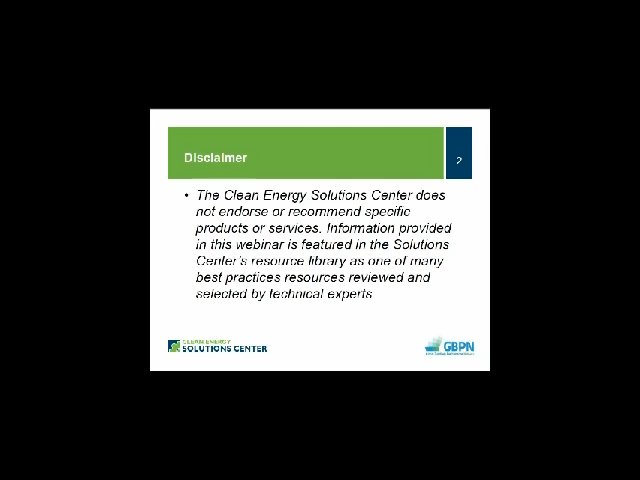 Disclaimer
2
• The Clean Energy Solutions Center does
not endorse or recommend specific
products or services. Information provided
in this webinar is featured in the Solutions
Center's resource library as one of many
best practices resources reviewed and
selected by technical experts
CLEAN ENERGY
SOLUTIONS CENTER
GBPN